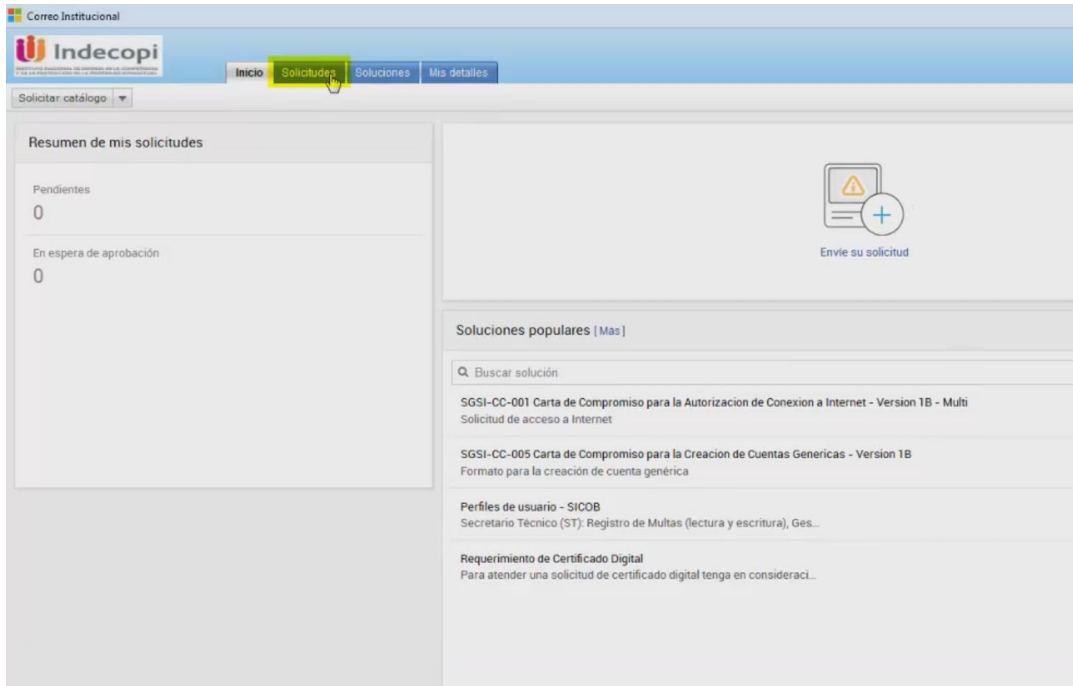 Correo Institucional
Indecopi
Inicio Solicitudes Soluciones Mis detalles
Solicitar catálogo
Resumen de mis solicitudes
Pendientes
0
En espera de aprobación
0
Envíe su solicitud
Soluciones populares [Mas]
Buscar solución
SGSI-CC-001 Carta de Compromiso para la Autorizacion de Conexion a Internet - Version 1B - Multi
Solicitud de acceso a Internet
SGSI-CC-005 Carta de Compromiso para la Creacion de Cuentas Genericas - Version 1B
Formato para la creación de cuenta genérica
Perfiles de usuario - SICOB
Secretario Técnico (ST): Registro de Multas (lectura y escritura), Ges...
Requerimiento de Certificado Digital
Para atender una solicitud de certificado digital tenga en consideraci...